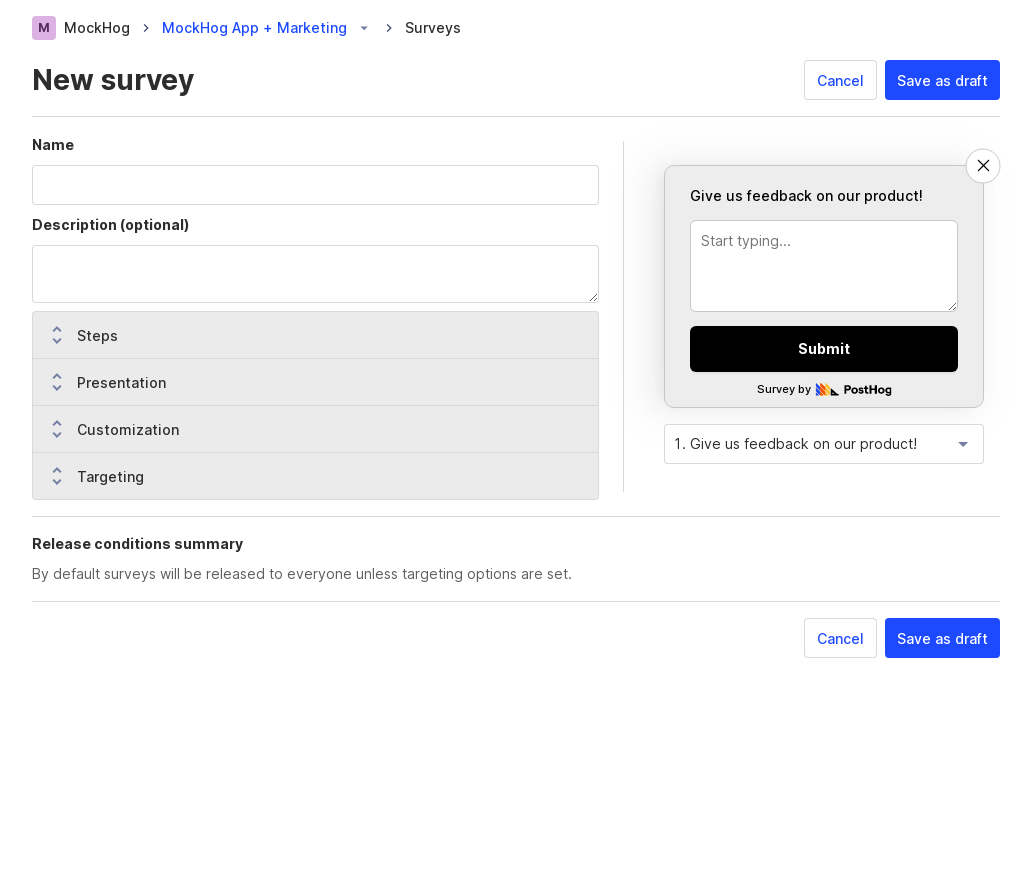 M MockHog MockHog App + Marketing Surveys
New survey
Cancel Save as draft
Name
Description (optional)
Steps
Presentation
Customization
Targeting
Give us feedback on our product!
Start typing...
Submit
Survey by PostHog
1. Give us feedback on our product!
Release conditions summary
By default surveys will be released to everyone unless targeting options are set.
Cancel Save as draft